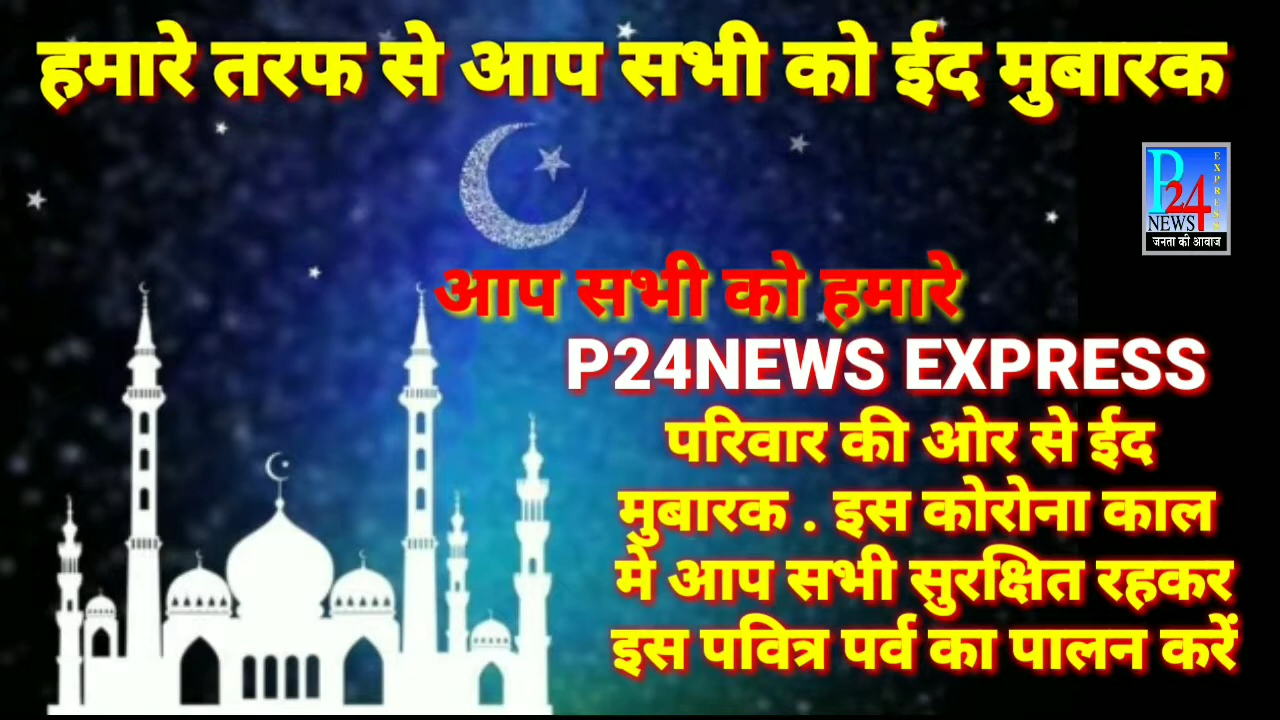 हमारे तरफ से आप सभी को ईद मुबारक
P24
EXPRESS
NEWS
जनता की आवाज
आप सभी को हमारे
P24NEWS EXPRESS
परिवार की ओर से ईद
मुबारक . इस कोरोना काल
मे आप सभी सुरक्षित रहकर
इस पवित्र पर्व का पालन करें